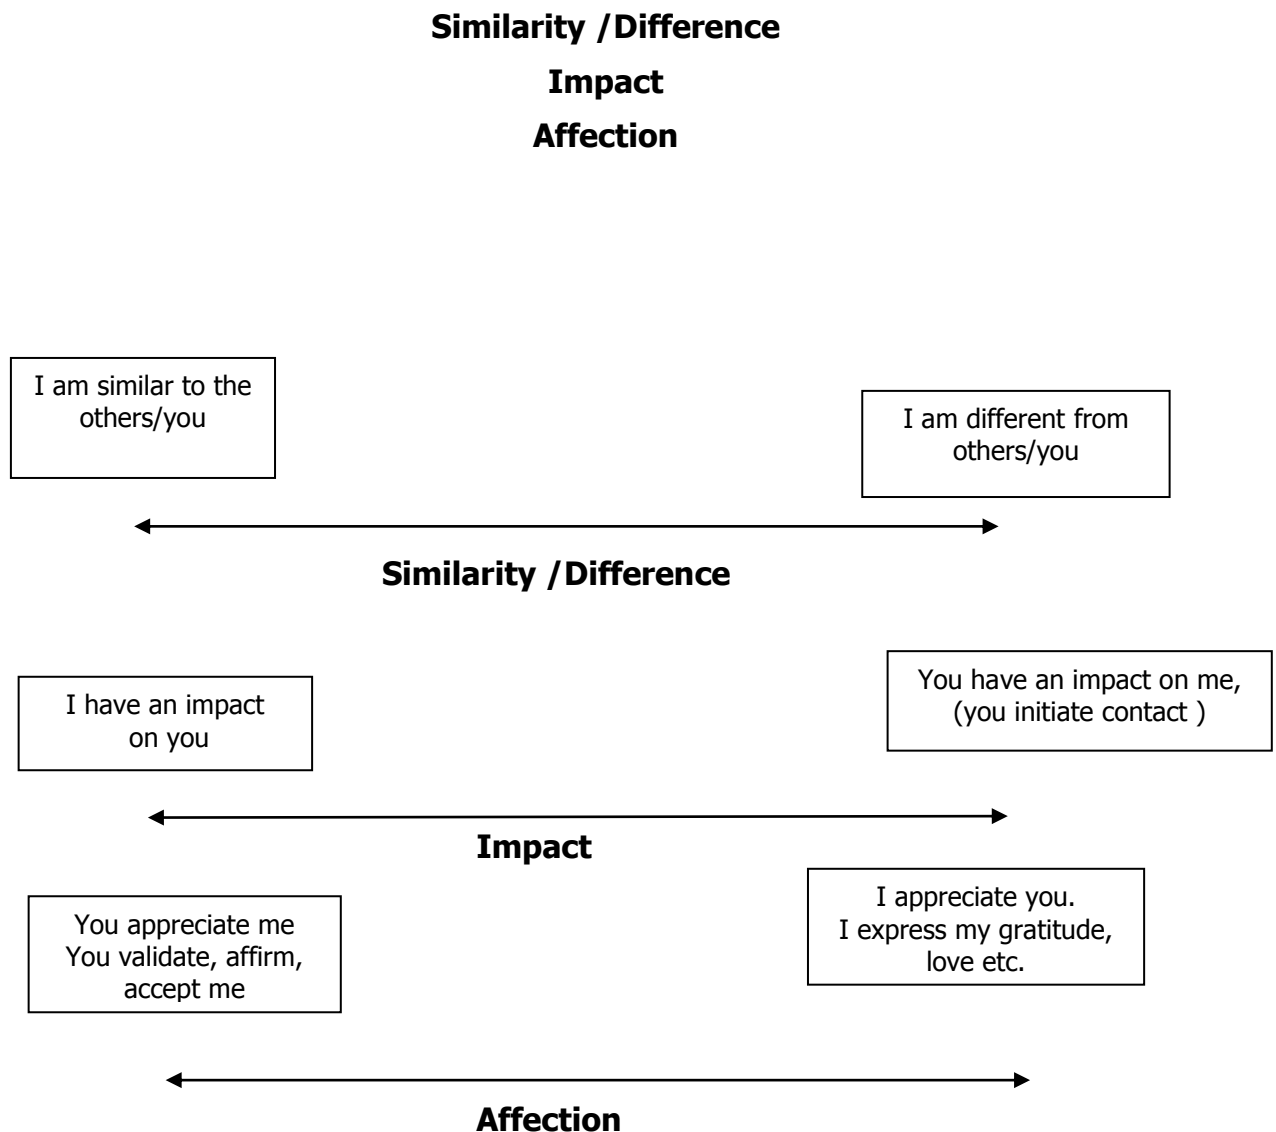 Similarity /Difference
Impact
Affection
I am similar to the
others/you
I am different from
others/you
Similarity /Difference
I have an impact
on you
You have an impact on me,
(you initiate contact )
Impact
You appreciate me
You validate, affirm,
accept me
I appreciate you.
I express my gratitude,
love etc.
Affection